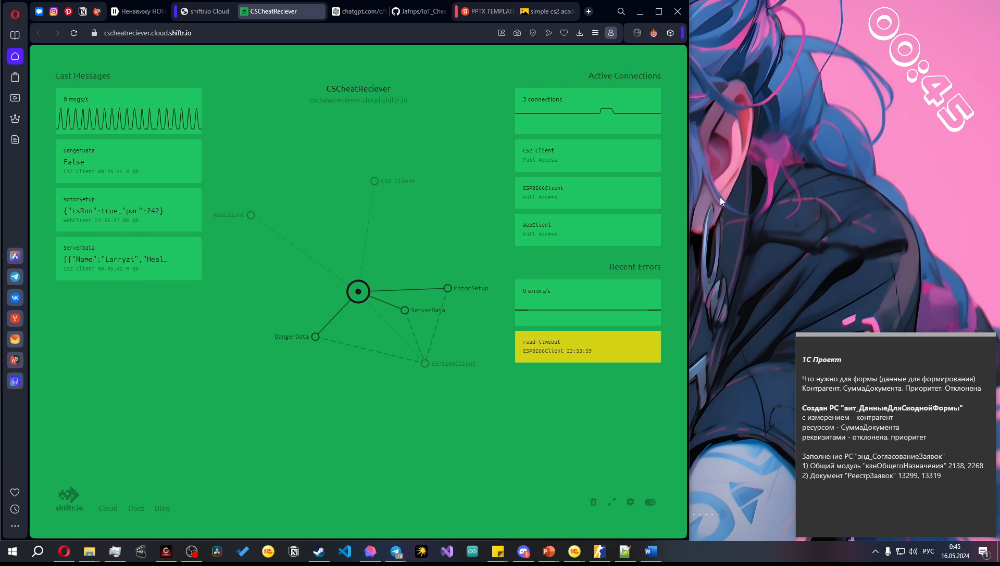 Ненавижу HOF
shiftr.io Cloud
CSCheatReciever
chatgpt.com/c/
Jafrips/IoT_Chea
PPTX TEMPLATE
simple cs2 acad
cscheatreciever.cloud.shiftr.io
Last Messages
0 msgs/s
DangerData
False
CS2 Client 00:45:42 R Q0
MotorSetup
{"isRun":true,"pwr":242}
WebClient 23:55:57 NR Q0
ServerData
[{"Name":"Larryzi","Heal…
CS2 Client 00:45:42 R Q0
CSCheatReciever
cscheatreciever.cloud.shiftr.io
CS2 Client
WebClient
MotorSetup
ServerData
DangerData
ESP8266Client
Active Connections
3 connections
CS2 Client
Full Access
ESP8266Client
Full Access
WebClient
Full Access
Recent Errors
0 errors/s
read-timeout
ESP8266Client 23:53:59
shiftr.io
Cloud
Docs
Blog
00:45
1С Проект
Что нужно для формы (данные для формирования)
Контрагент, СуммаДокумента, Приоритет, Отклонена
Создан РС "аит_ДанныеДляСводнойФормы"
с измерением - контрагент
ресурсом - СуммаДокумента
реквизитами - отклонена, приоритет
Заполнение РС "энд_СогласованиеЗаявок"
1) Общий модуль "кзнОбщегоНазначения" 2138, 2268
2) Документ "РеестрЗаявок" 13299, 13319
- - - - -
18
1
РУС
0:45
16.05.2024
1